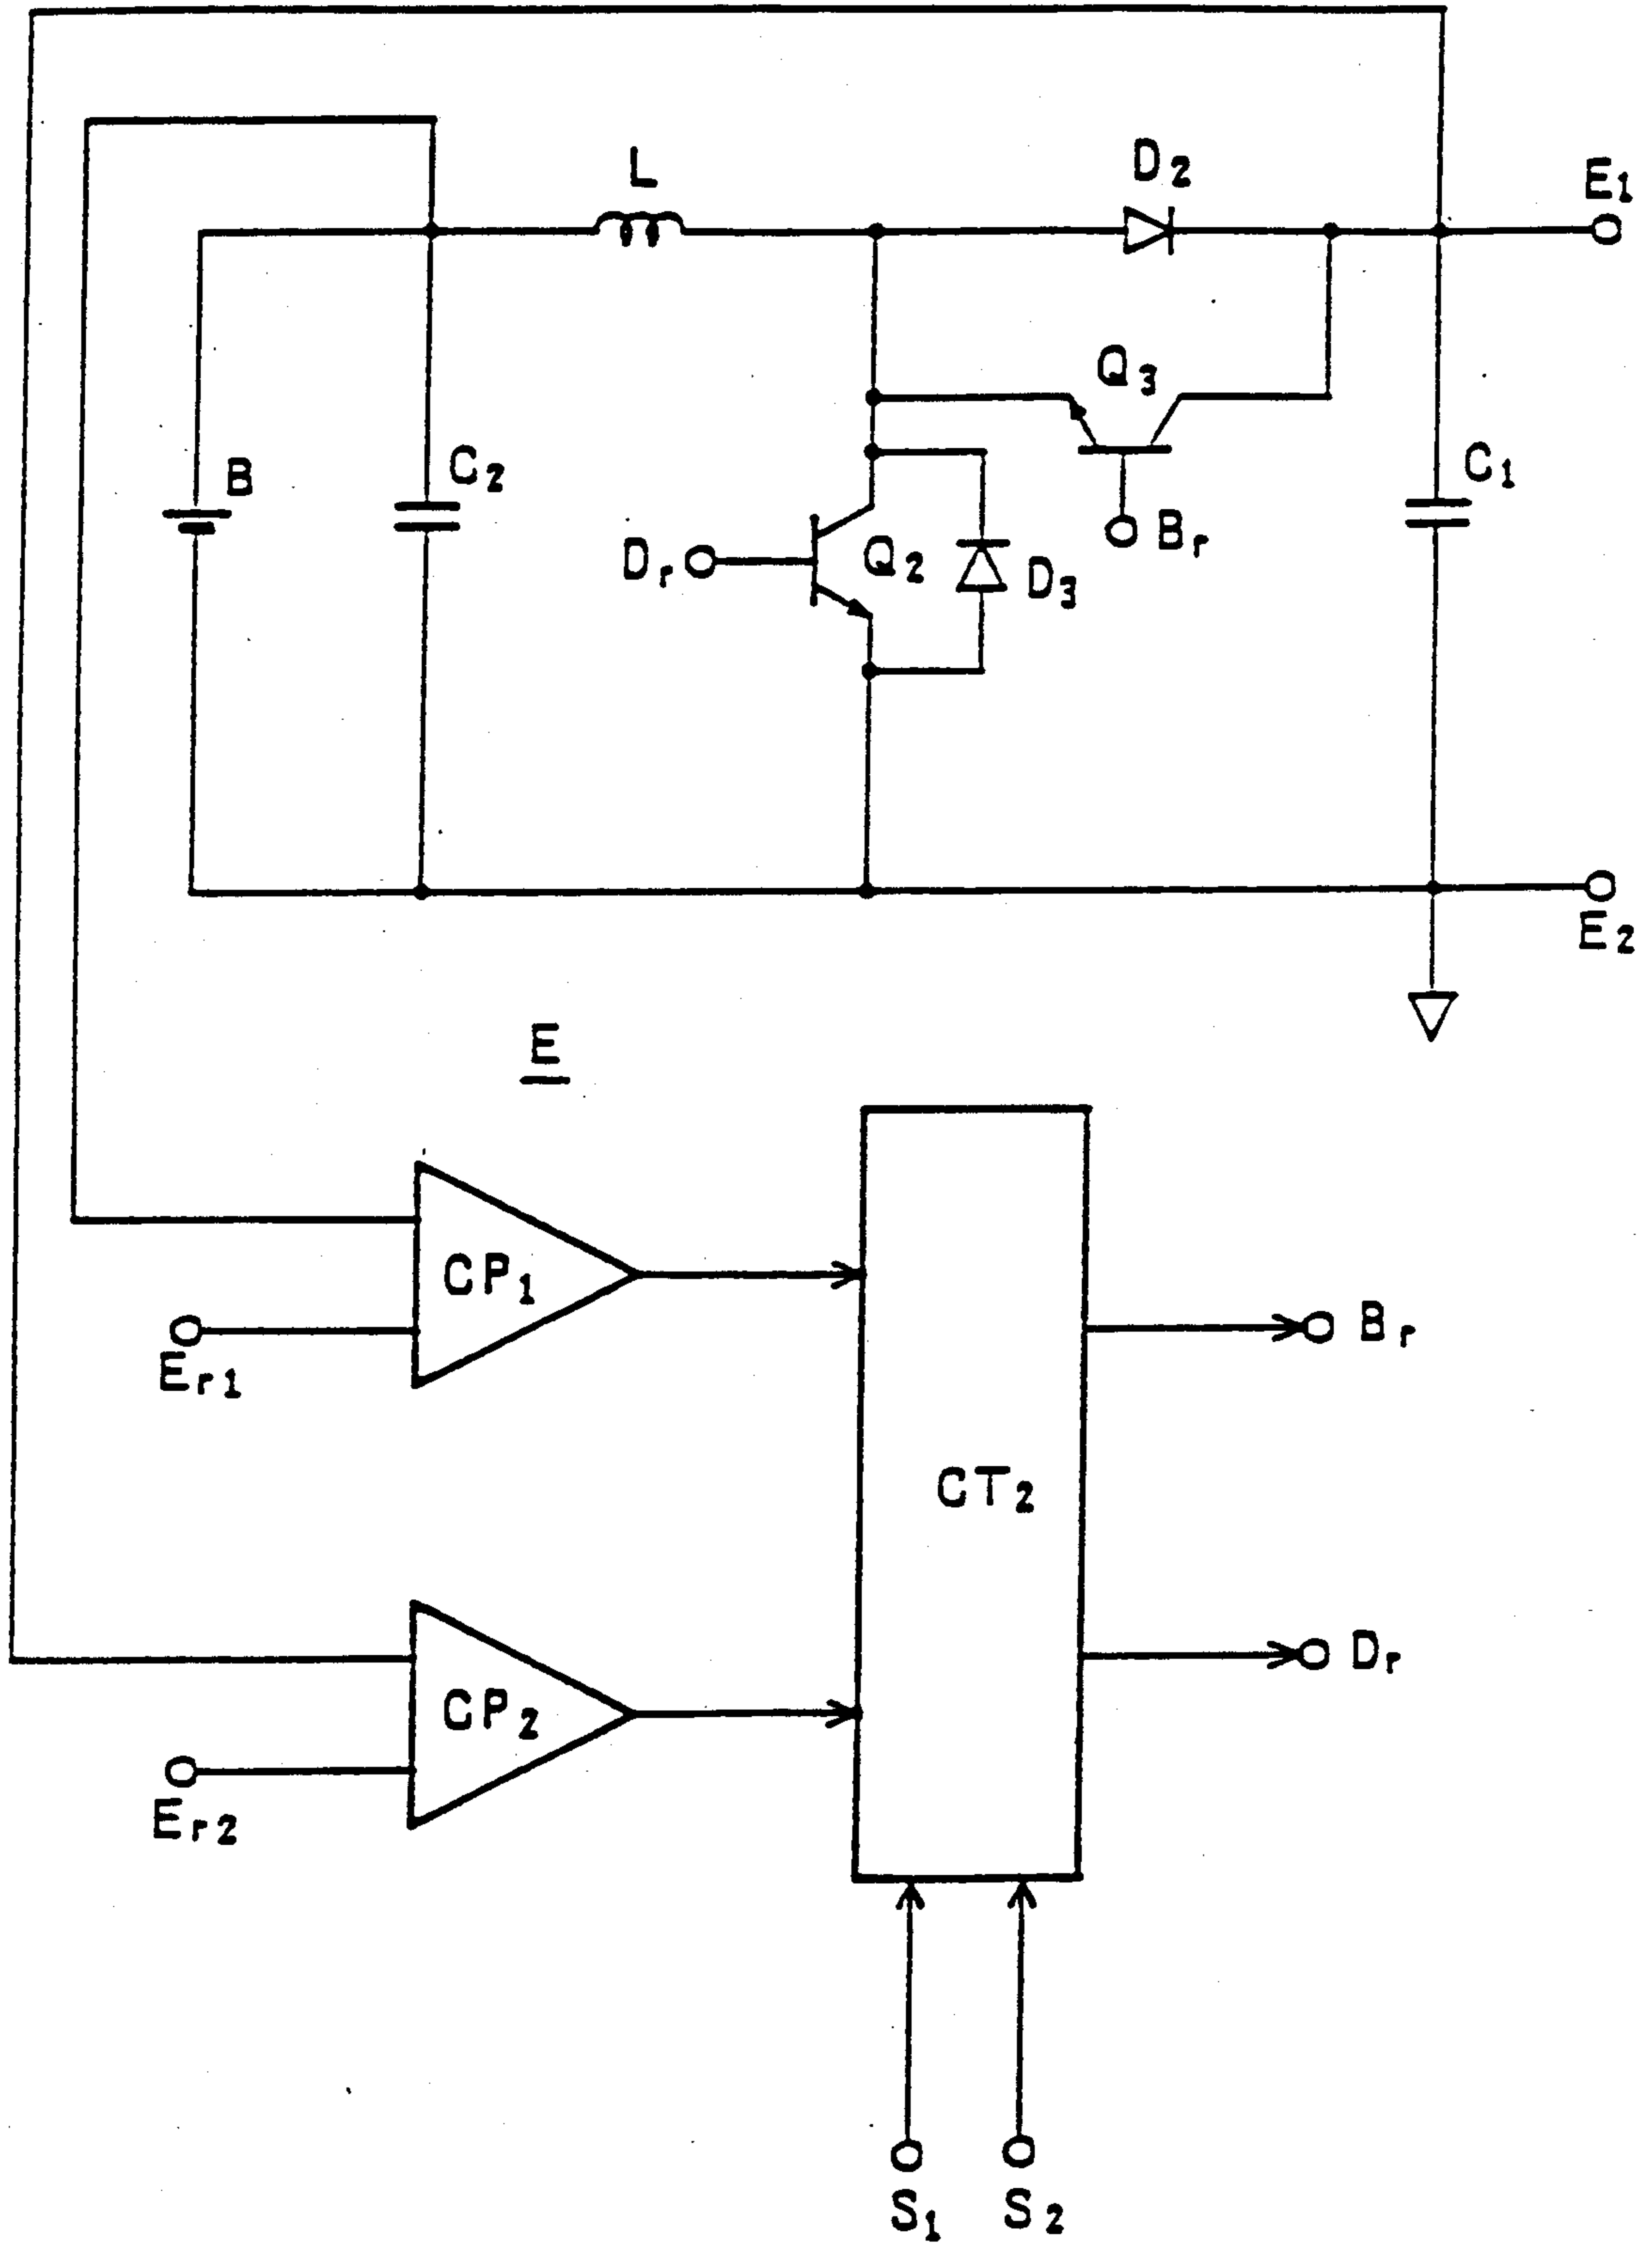 L
D₂
E₁
Q₃
B
C₂
C₁
Dᵣ
Q₂
D₃
Bᵣ
E₂
E
CP₁
Eᵣ₁
Bᵣ
CT₂
Dᵣ
CP₂
Eᵣ₂
S₁
S₂